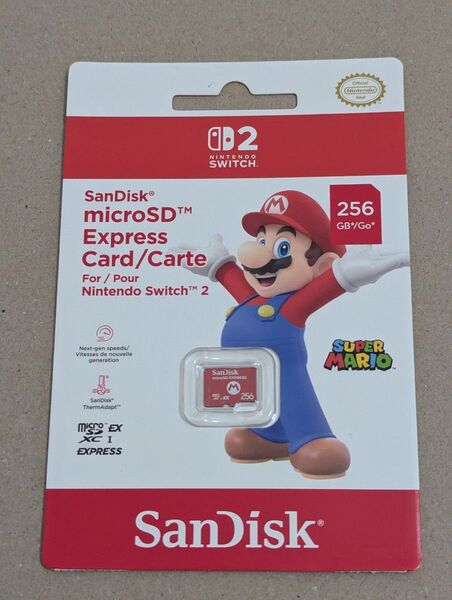 Official
Nintendo
Seal
2
NINTENDO
SWITCH™
SanDisk®
microSD™
Express
Card/Carte
For / Pour
Nintendo Switch™ 2
256
GB*/Go*
M
SUPER
MARIO™
Next-gen speeds/
Vitesses de nouvelle
generation
SanDisk®
ThermAdapt™
SanDisk
microSD EXPRESS
M
256
micro
SD EX
XC I
EXPRESS
SanDisk®